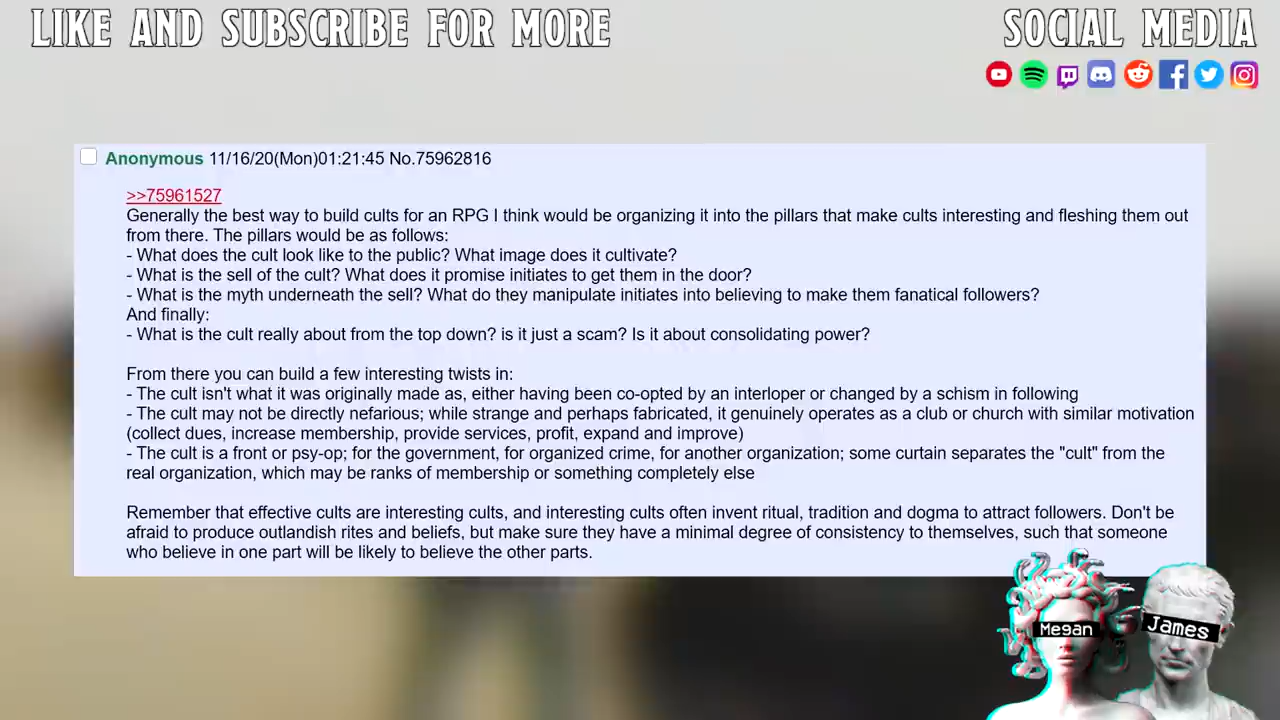 LIKE AND SUBSCRIBE FOR MORE
SOCIAL MEDIA
Anonymous 11/16/20(Mon)01:21:45 No.75962816
>>75961527
Generally the best way to build cults for an RPG I think would be organizing it into the pillars that make cults interesting and fleshing them out
from there. The pillars would be as follows:
- What does the cult look like to the public? What image does it cultivate?
- What is the sell of the cult? What does it promise initiates to get them in the door?
- What is the myth underneath the sell? What do they manipulate initiates into believing to make them fanatical followers?
And finally:
- What is the cult really about from the top down? is it just a scam? Is it about consolidating power?
From there you can build a few interesting twists in:
- The cult isn't what it was originally made as, either having been co-opted by an interloper or changed by a schism in following
- The cult may not be directly nefarious; while strange and perhaps fabricated, it genuinely operates as a club or church with similar motivation
(collect dues, increase membership, provide services, profit, expand and improve)
- The cult is a front or psy-op; for the government, for organized crime, for another organization; some curtain separates the "cult" from the
real organization, which may be ranks of membership or something completely else
Remember that effective cults are interesting cults, and interesting cults often invent ritual, tradition and dogma to attract followers. Don't be
afraid to produce outlandish rites and beliefs, but make sure they have a minimal degree of consistency to themselves, such that someone
who believe in one part will be likely to believe the other parts.
Megan
James